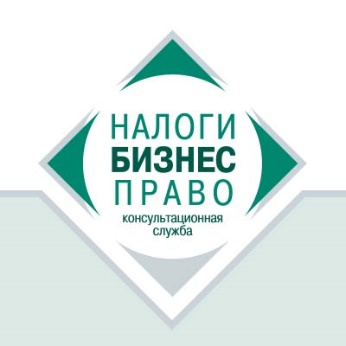 НАЛОГИ
БИЗНЕС
ПРАВО
консультационная
служба